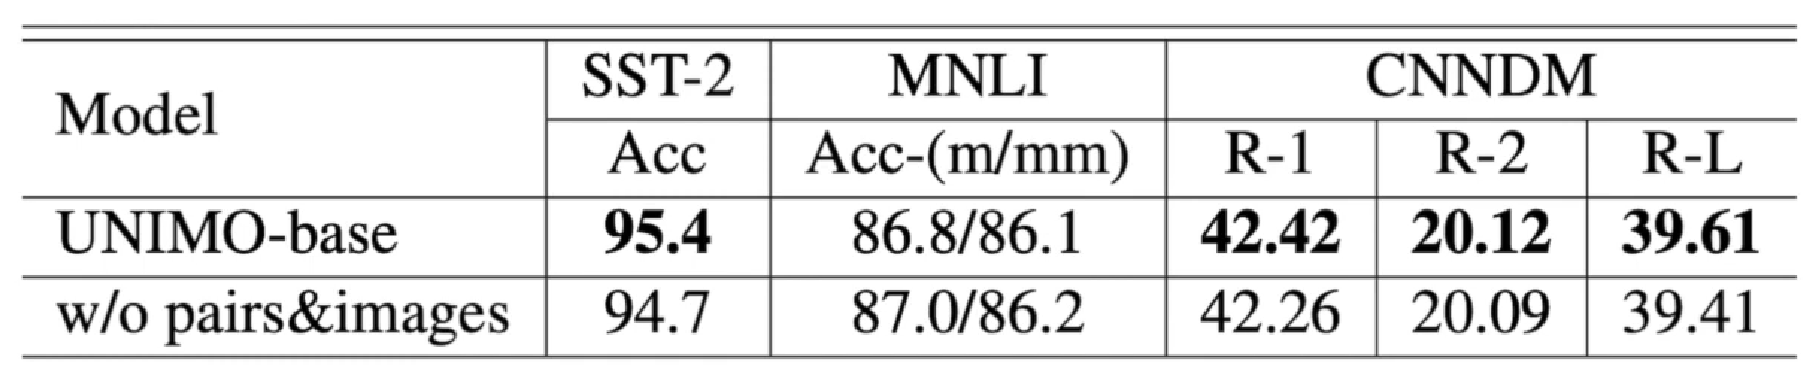 Model SST-2 MNLI CNNDM
Acc Acc-(m/mm) R-1 R-2 R-L
UNIMO-base 95.4 86.8/86.1 42.42 20.12 39.61
w/o pairs&images 94.7 87.0/86.2 42.26 20.09 39.41